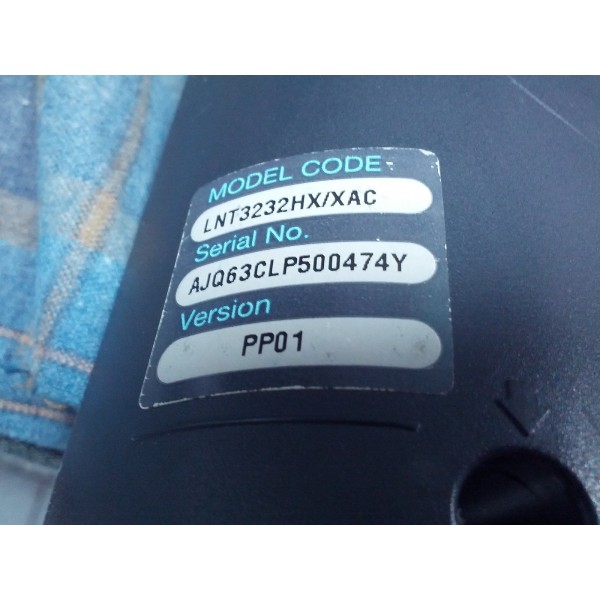 MODEL CODE
LNT3232HX/XAC
Serial No.
AJQ63CLP500474Y
Version
PP01